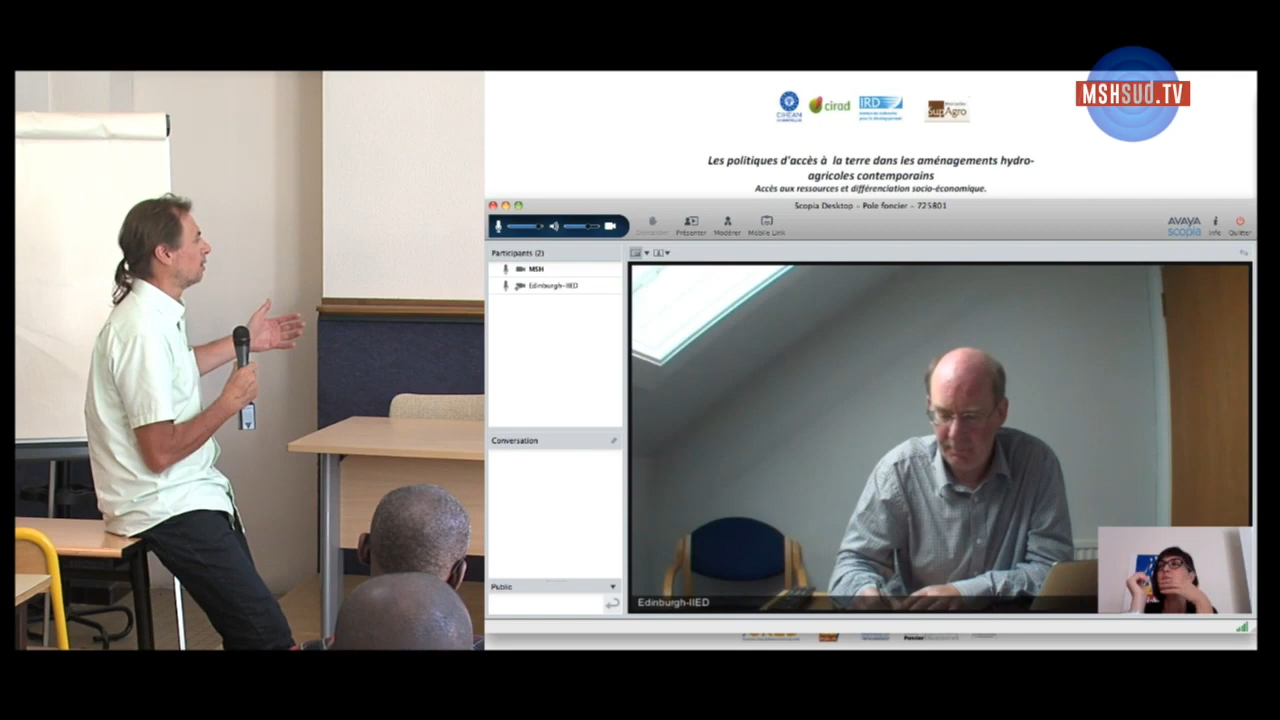 MSHSUD.TV
CIHEAM
cirad
IRD
SupAgro
Les politiques d'accès à la terre dans les aménagements hydro-
agricoles contemporains
Accès aux ressources et différenciation socio-économique.
Scopia Desktop – Pole foncier – 725801
Présenter Modérer Mobile Link
AVAYA
scopia
Info Quitter
Participants (2)
MSH
Edinburgh-IIED
Conversation
Public
Edinburgh-IIED